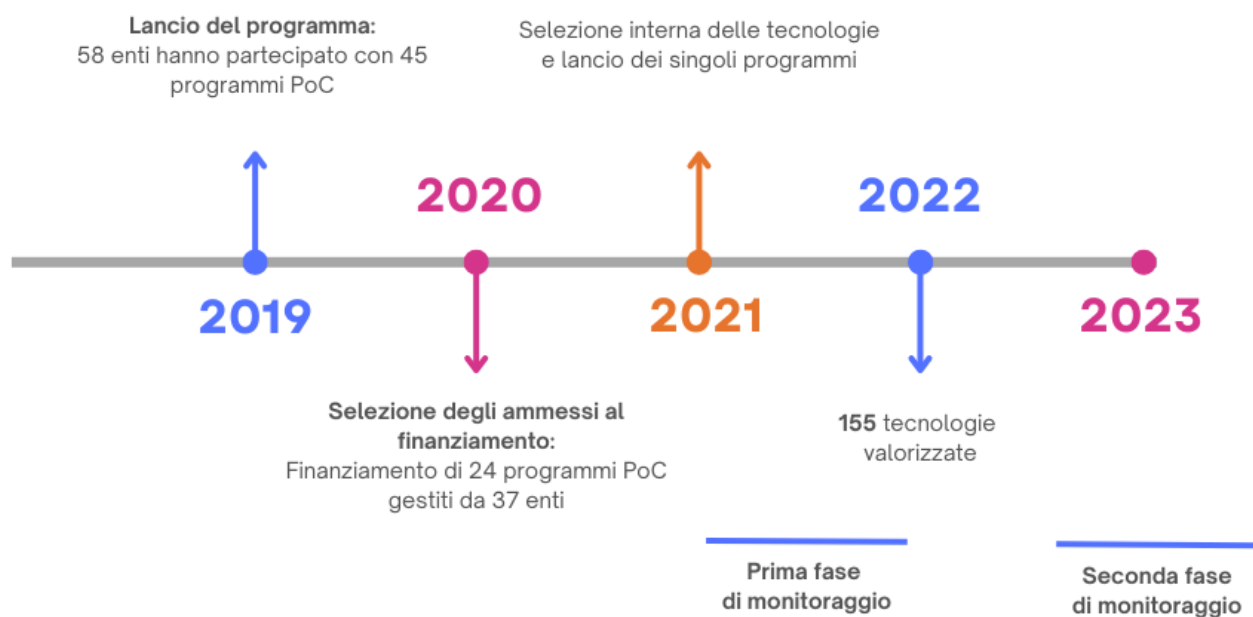 Lancio del programma:
58 enti hanno partecipato con 45
programmi PoC
Selezione interna delle tecnologie
e lancio dei singoli programmi
2020
2022
2019
2021
2023
Selezione degli ammessi al
finanziamento:
Finanziamento di 24 programmi PoC
gestiti da 37 enti
155 tecnologie
valorizzate
Prima fase
di monitoraggio
Seconda fase
di monitoraggio